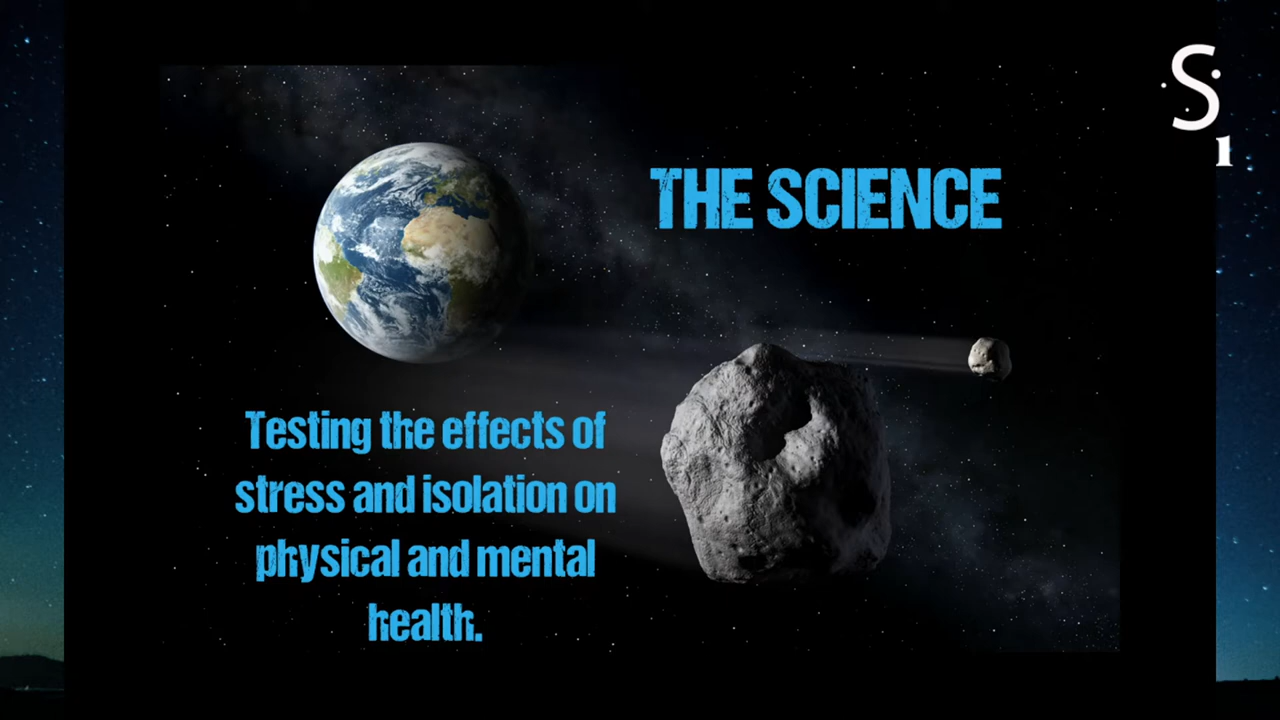 S
1
THE SCIENCE
Testing the effects of
stress and isolation on
physical and mental
health.